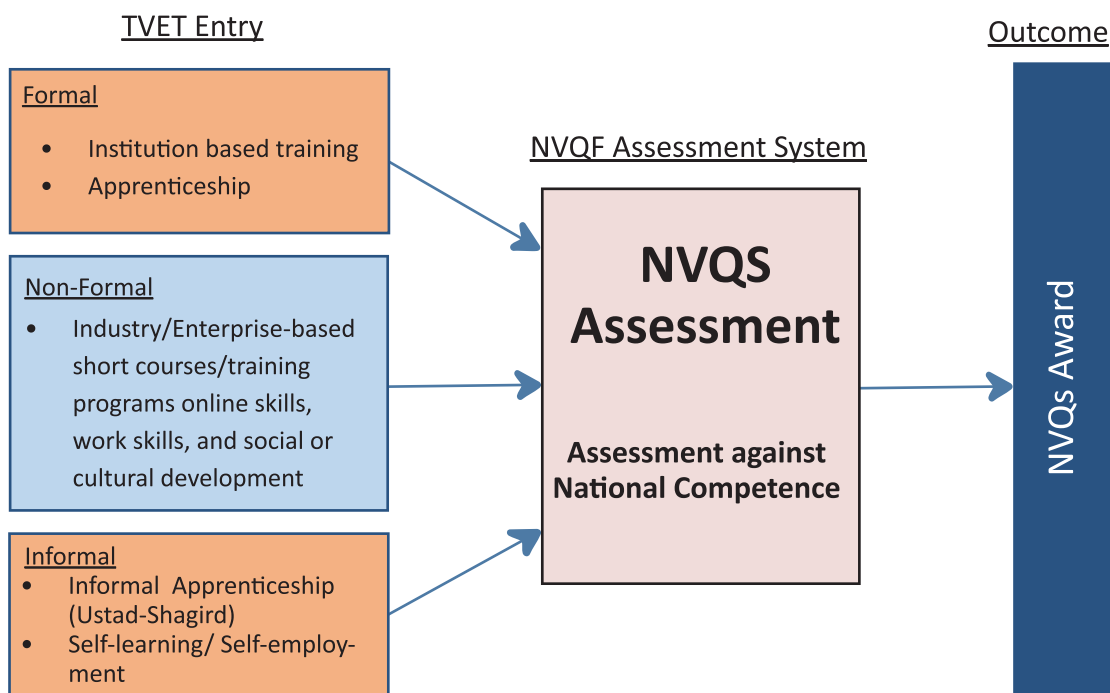 TVET Entry
Formal
• Institution based training
• Apprenticeship
Non-Formal
• Industry/Enterprise-based
short courses/training
programs online skills,
work skills, and social or
cultural development
Informal
• Informal Apprenticeship
(Ustad-Shagird)
• Self-learning/ Self-employ-
ment
NVQF Assessment System
NVQS
Assessment
Assessment against
National Competence
Outcome
NVQs Award